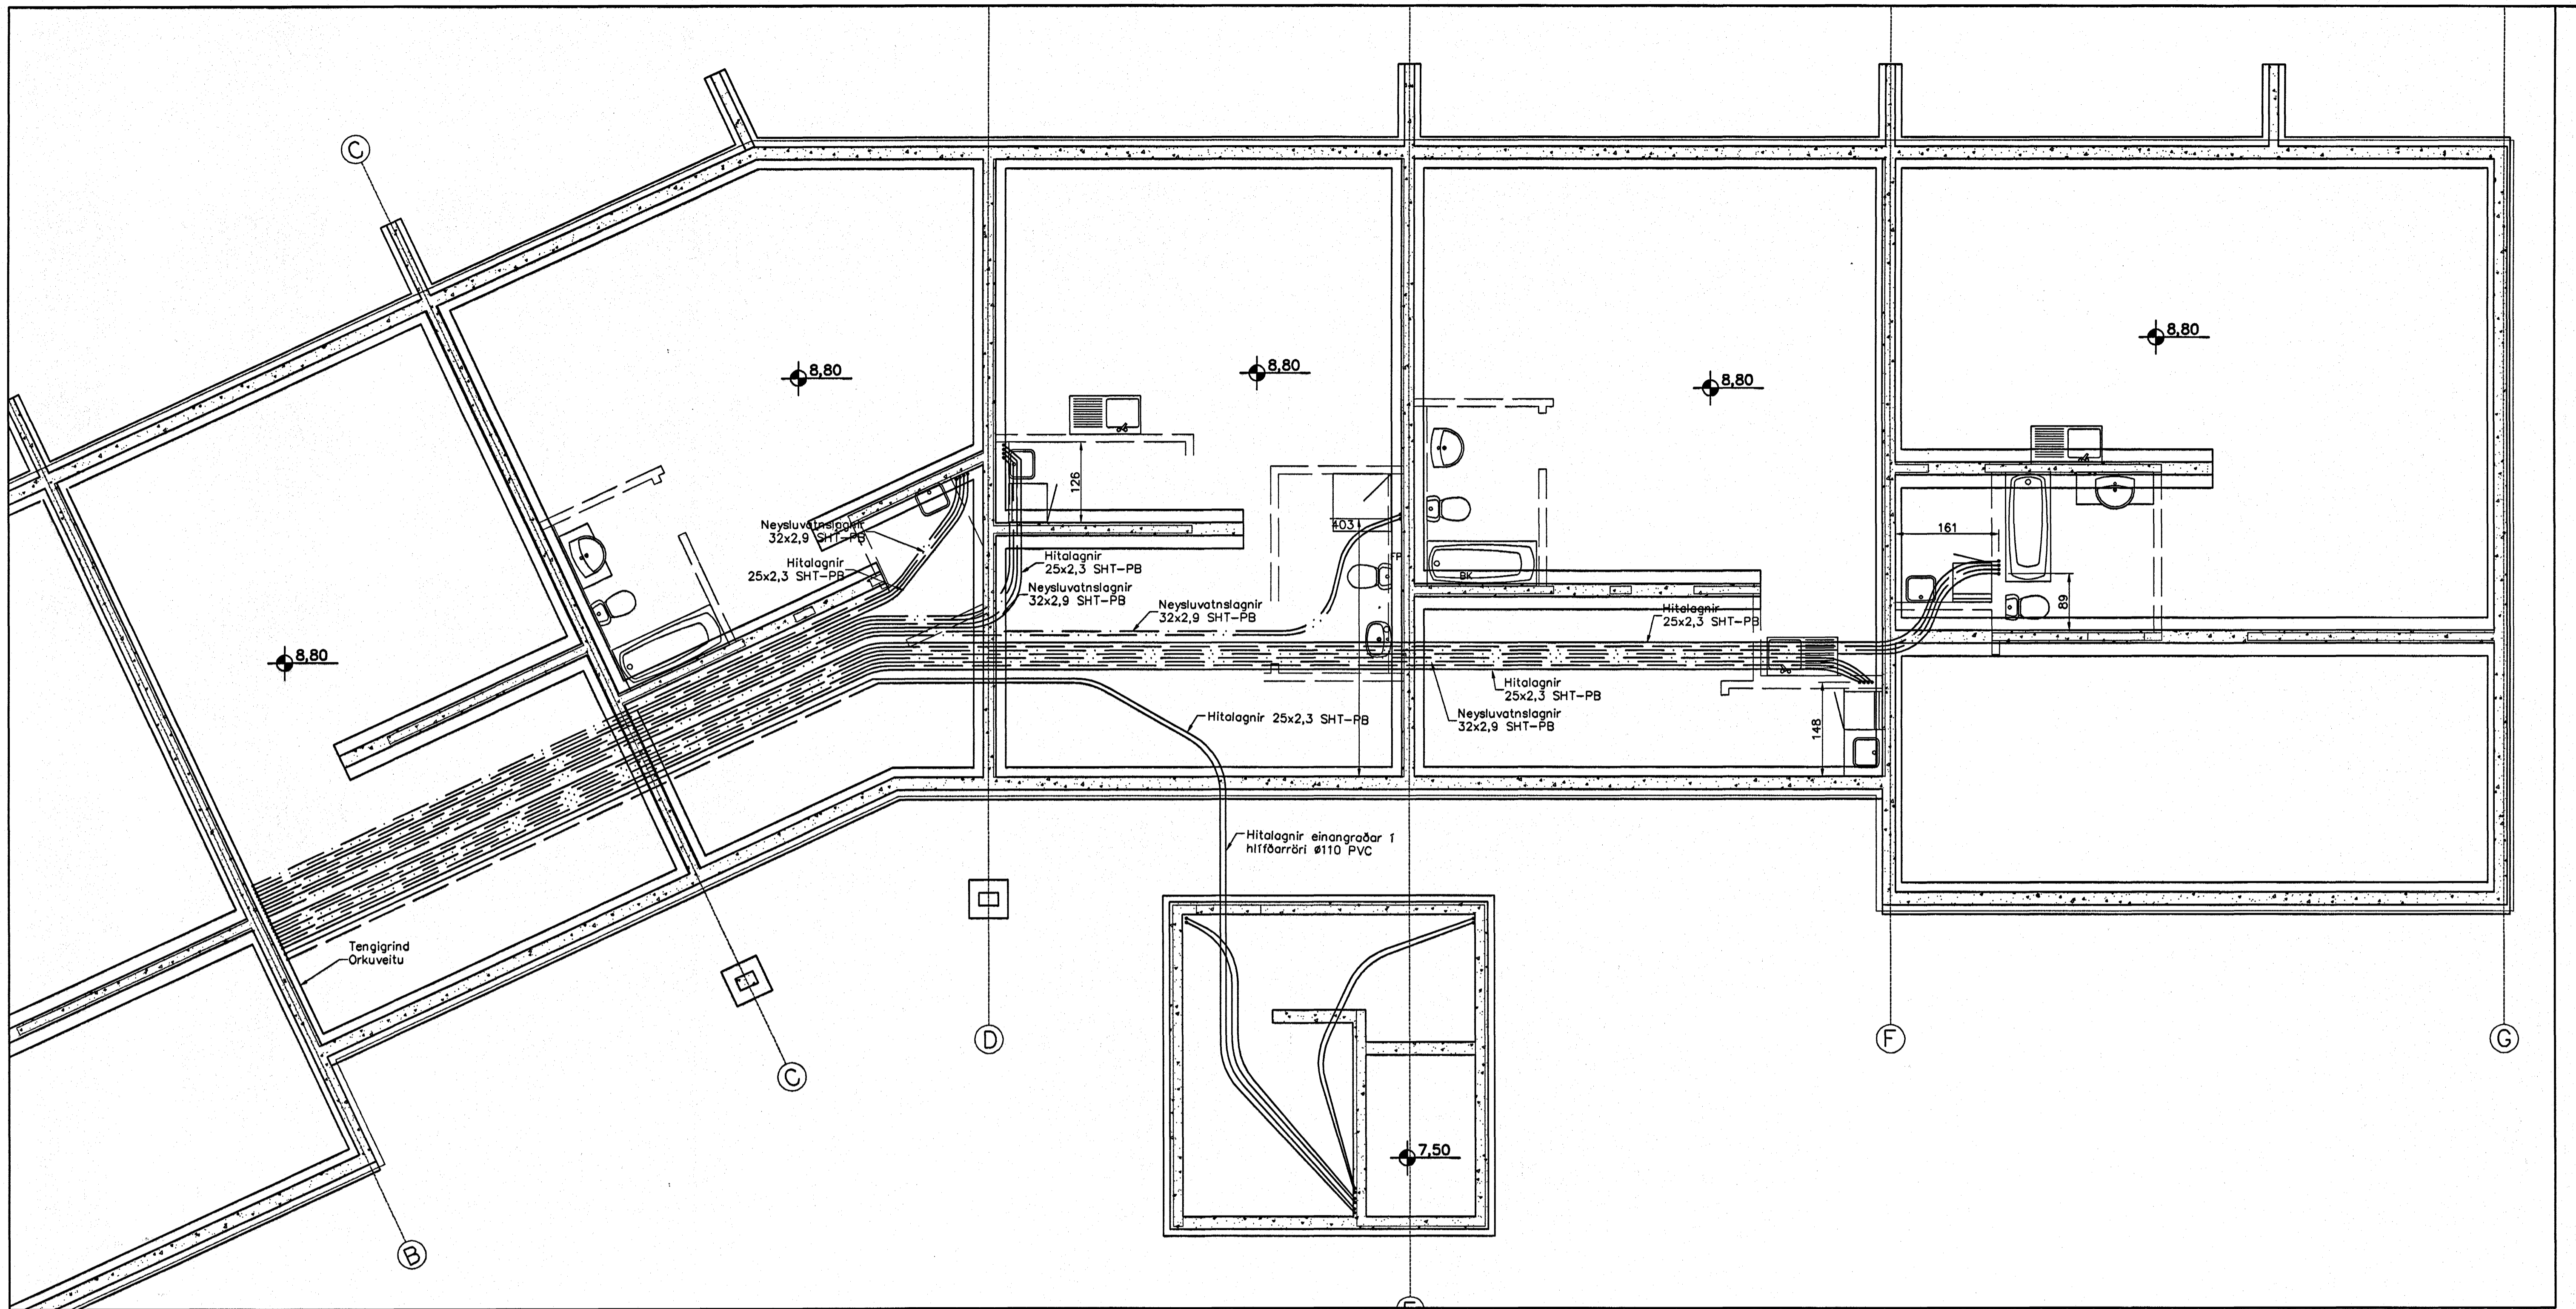 C
8,80
8,80
8,80
8,80
8,80
126
403
FP
BK
161
89
148
Neysluvatnslagnir
32x2,9 SHT-PB
Hitalagnir
25x2,3 SHT-PB
Hitalagnir
25x2,3 SHT-PB
Neysluvatnslagnir
32x2,9 SHT-PB
Neysluvatnslagnir
32x2,9 SHT-PB
Hitalagnir
25x2,3 SHT-PB
Hitalagnir
25x2,3 SHT-PB
Neysluvatnslagnir
32x2,9 SHT-PB
Hitalagnir 25x2,3 SHT-PB
Hitalagnir einangraðar í
hlífðarröri ø110 PVC
Tengigrind
Orkuveitu
D
F
G
C
7,50
B